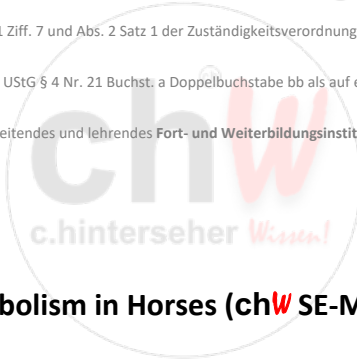 1 Ziff. 7 und Abs. 2 Satz 1 der Zuständigkeitsverordnung
UStG § 4 Nr. 21 Buchst. a Doppelbuchstabe bb als auf e
eitendes und lehrendes Fort- und Weiterbildungsinstit
chW
c.hinterseher Wissen!
bolism in Horses (chW SE-M